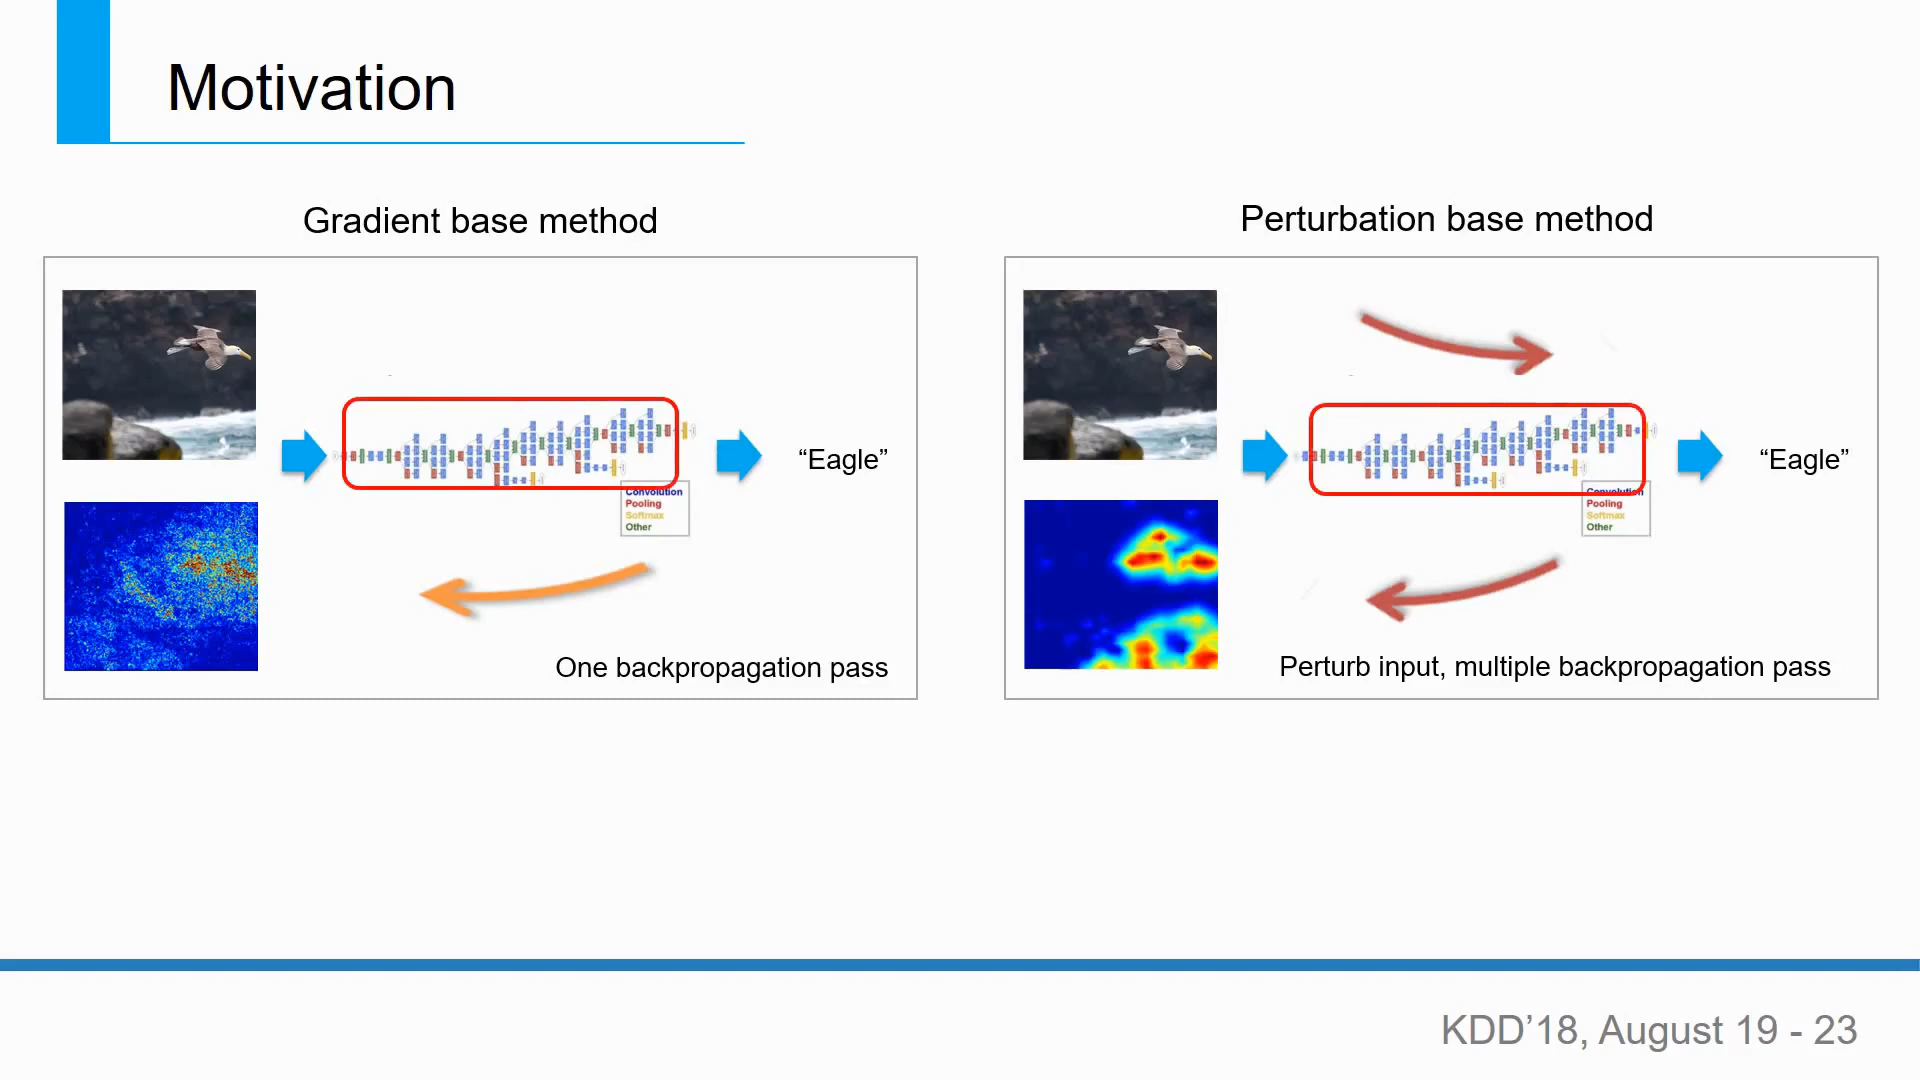 Motivation
Gradient base method
“Eagle”
Convolution
Pooling
Softmax
Other
One backpropagation pass
Perturbation base method
“Eagle”
Convolution
Pooling
Softmax
Other
Perturb input, multiple backpropagation pass
KDD’18, August 19 - 23